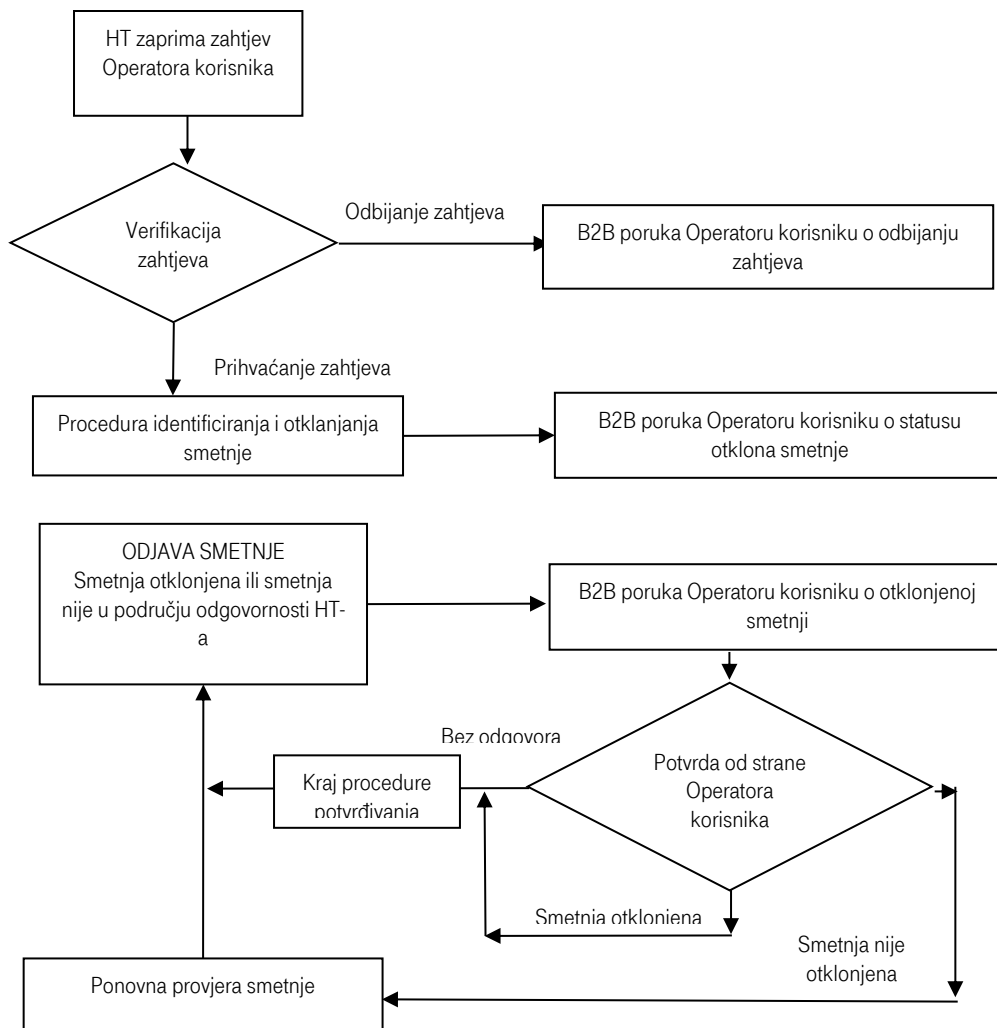 HT zaprima zahtjev
Operatora korisnika
Verifikacija
zahtjeva
Odbijanje zahtjeva
B2B poruka Operatoru korisniku o odbijanju
zahtjeva
Prihvaćanje zahtjeva
Procedura identificiranja i otklanjanja
smetnje
B2B poruka Operatoru korisniku o statusu
otklona smetnje
ODJAVA SMETNJE
Smetnja otklonjena ili smetnja
nije u području odgovornosti HT-
a
B2B poruka Operatoru korisniku o otklonjenoj
smetnji
Bez odgovora
Potvrda od strane
Operatora
korisnika
Kraj procedure
potvrđivanja
Smetnja otklonjena
Smetnja nije
otklonjena
Ponovna provjera smetnje